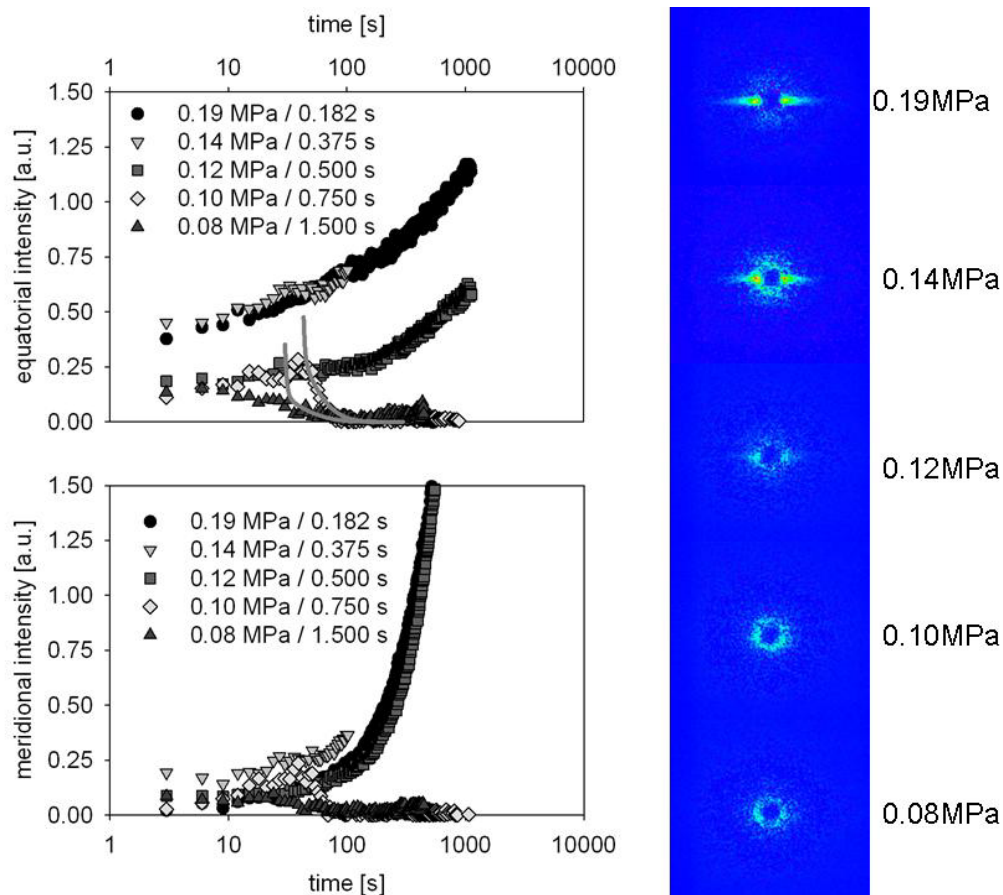 time [s]
1 10 100 1000 10000
equatorial intensity [a.u.]
1.50
1.25
1.00
0.75
0.50
0.25
0.00
0.19 MPa / 0.182 s
0.14 MPa / 0.375 s
0.12 MPa / 0.500 s
0.10 MPa / 0.750 s
0.08 MPa / 1.500 s
meridional intensity [a.u.]
1.50
1.25
1.00
0.75
0.50
0.25
0.00
0.19 MPa / 0.182 s
0.14 MPa / 0.375 s
0.12 MPa / 0.500 s
0.10 MPa / 0.750 s
0.08 MPa / 1.500 s
1 10 100 1000 10000
time [s]
0.19MPa
0.14MPa
0.12MPa
0.10MPa
0.08MPa